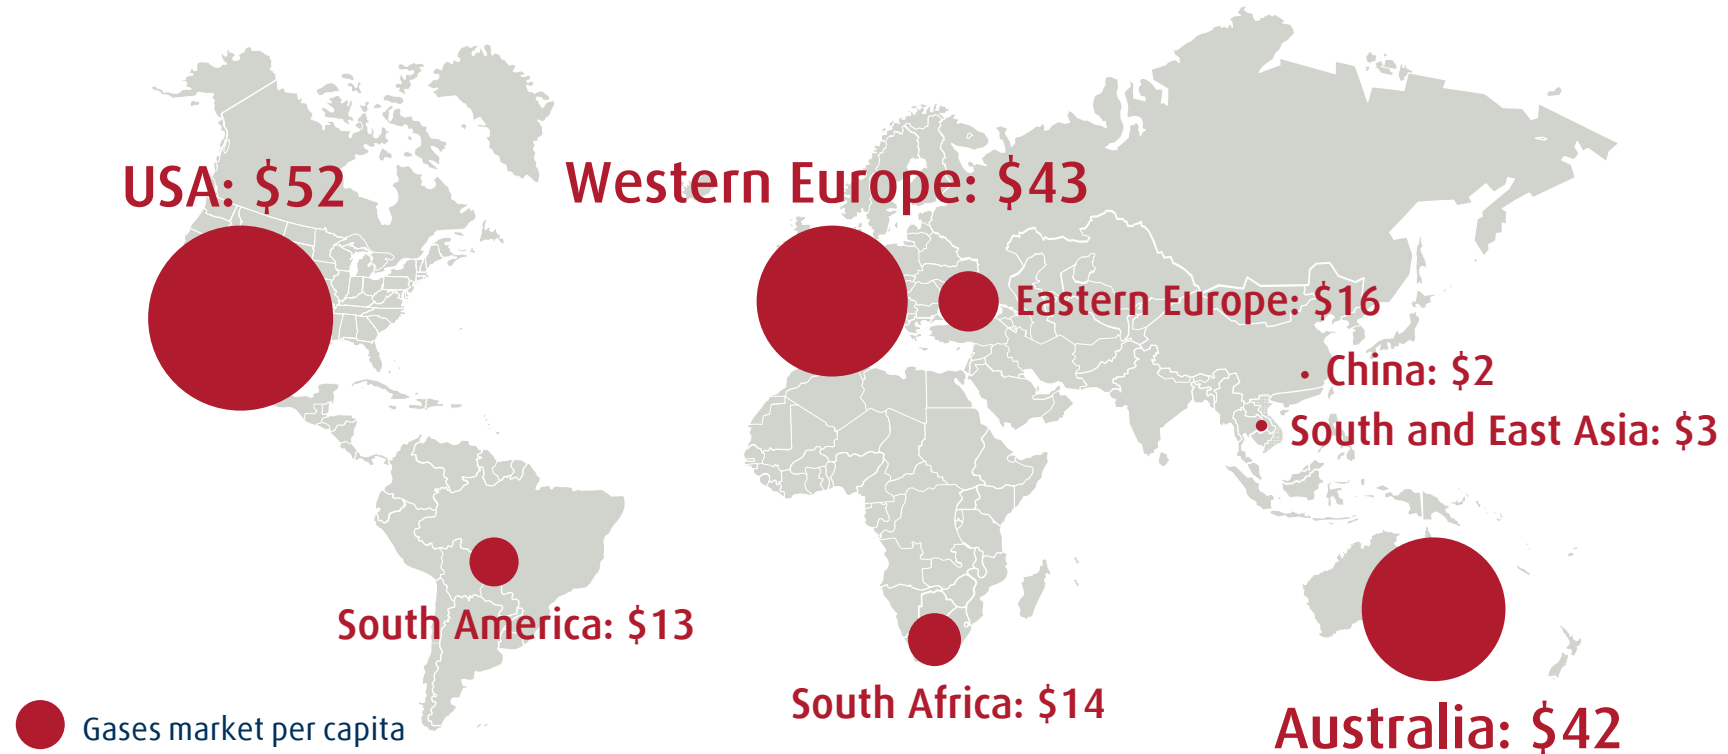 USA: $52
Western Europe: $43
Eastern Europe: $16
China: $2
South and East Asia: $3
South America: $13
South Africa: $14
Australia: $42
Gases market per capita